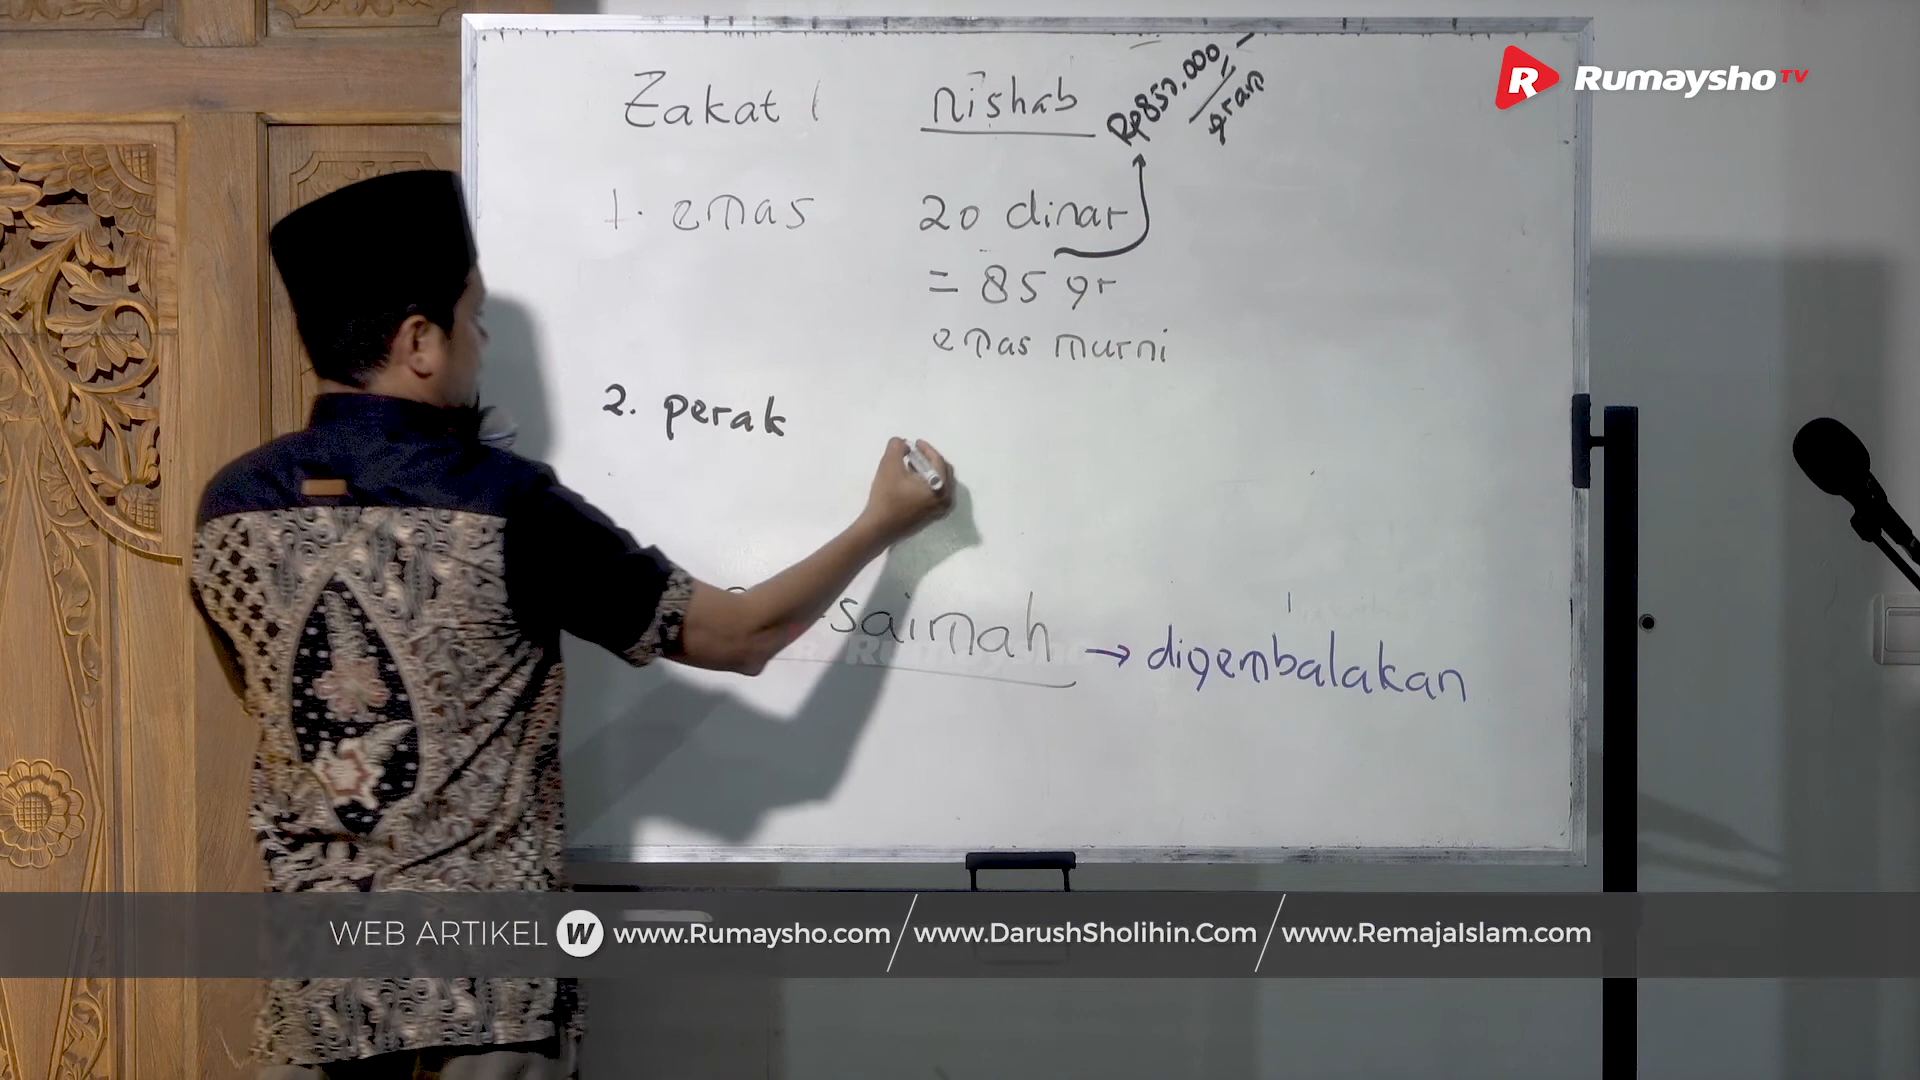 Zakat
nishab
Rp850.000
gram
1. emas
20 dinar
= 85 gr
emas murni
2. perak
saimah → digembalakan
R Rumaysho TV
WEB ARTIKEL W www.Rumaysho.com / www.DarushSholihin.Com / www.RemajaIslam.com